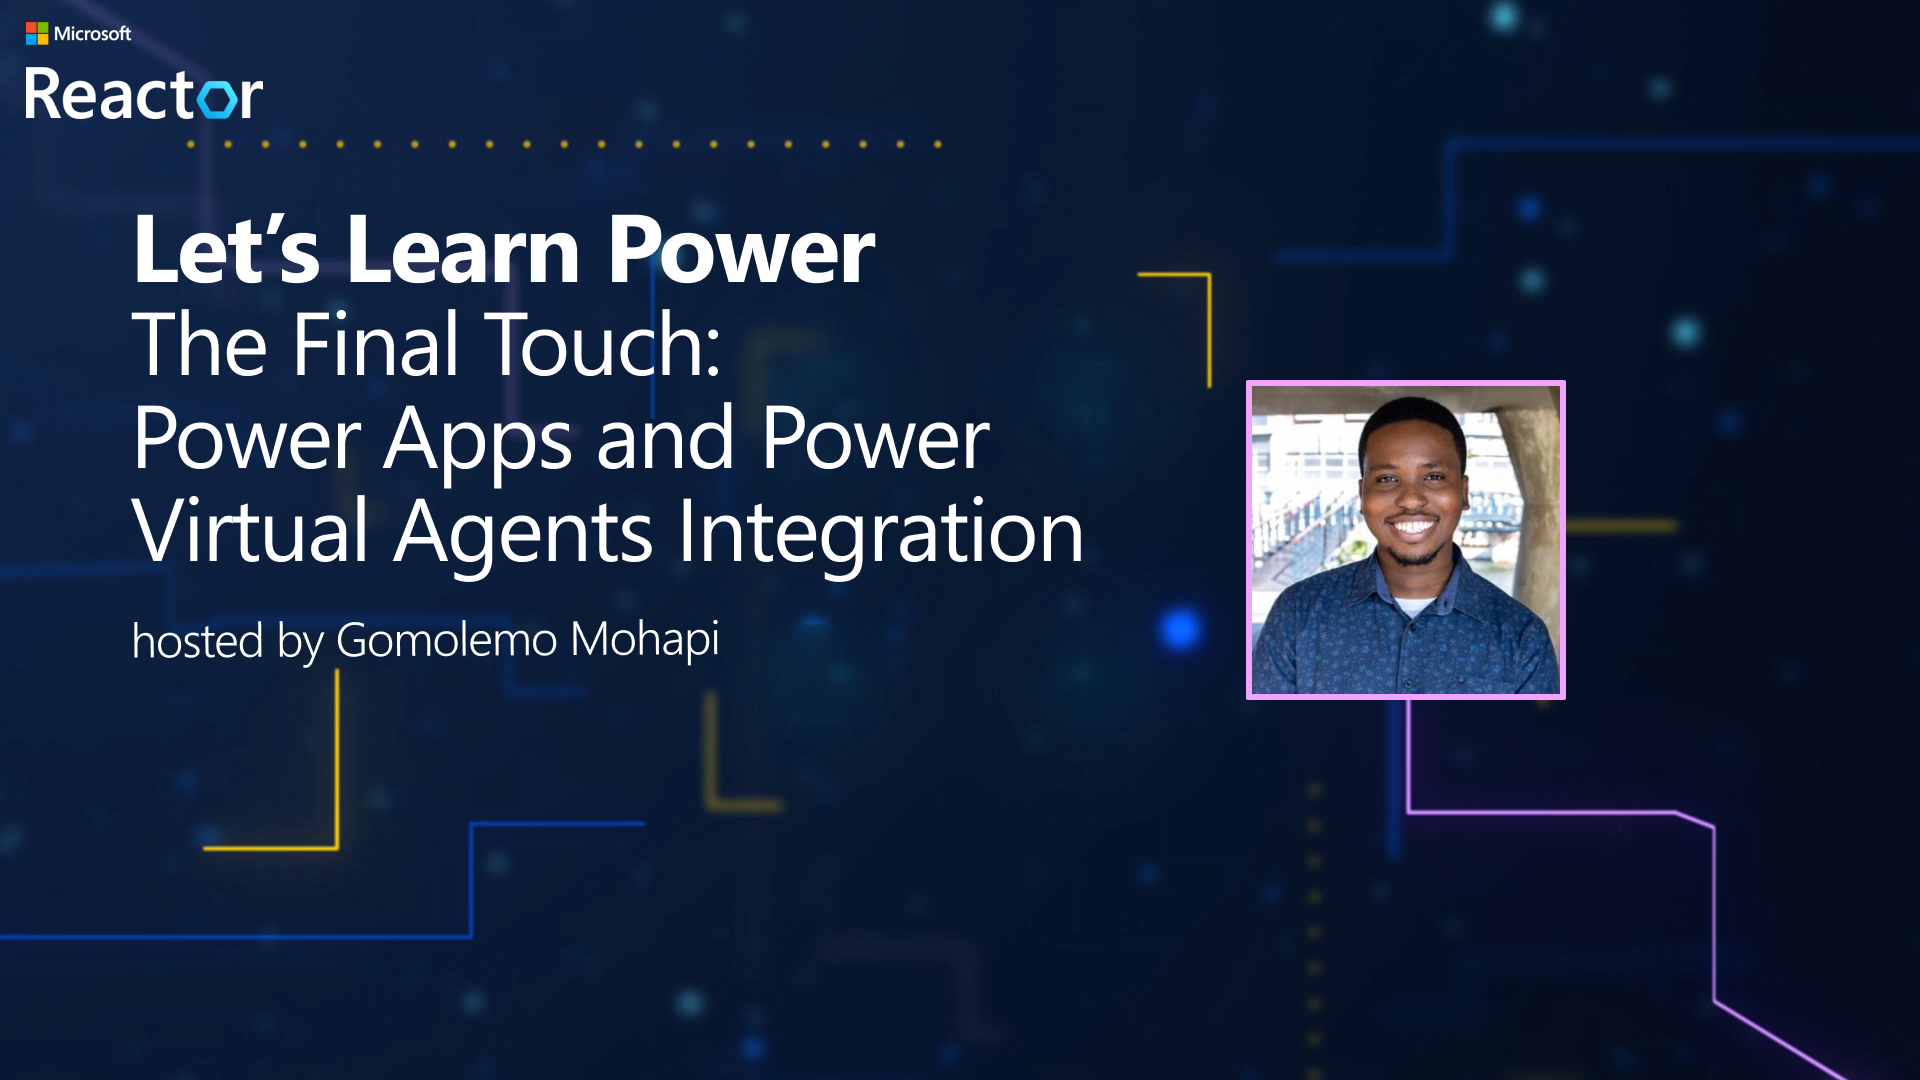 Microsoft
Reactor
Let’s Learn Power
The Final Touch:
Power Apps and Power
Virtual Agents Integration
hosted by Gomolemo Mohapi